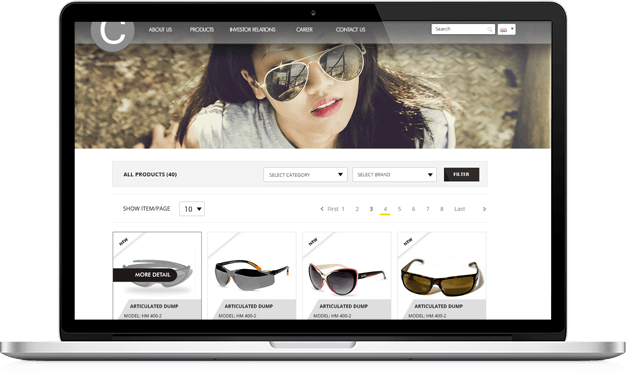 C
ABOUT US PRODUCTS INVESTOR RELATIONS CAREER CONTACT US Search
ALL PRODUCTS (40) SELECT CATEGORY SELECT BRAND FILTER
SHOW ITEM/PAGE 10 < First 1 2 3 4 5 6 7 8 Last >
NEW NEW NEW
MORE DETAIL
ARTICULATED DUMP ARTICULATED DUMP ARTICULATED DUMP ARTICULATED DUMP
MODEL: HM 400-2 MODEL: HM 400-2 MODEL: HM 400-2 MODEL: HM 400-2